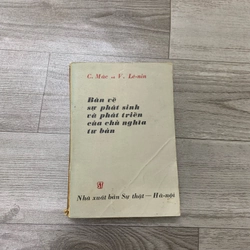 C. Mác — V. Lê-nin
Bàn về
sự phát sinh
và phát triển
của chủ nghĩa
tư bản
Nhà xuất bản Sự thật — Hà-nội